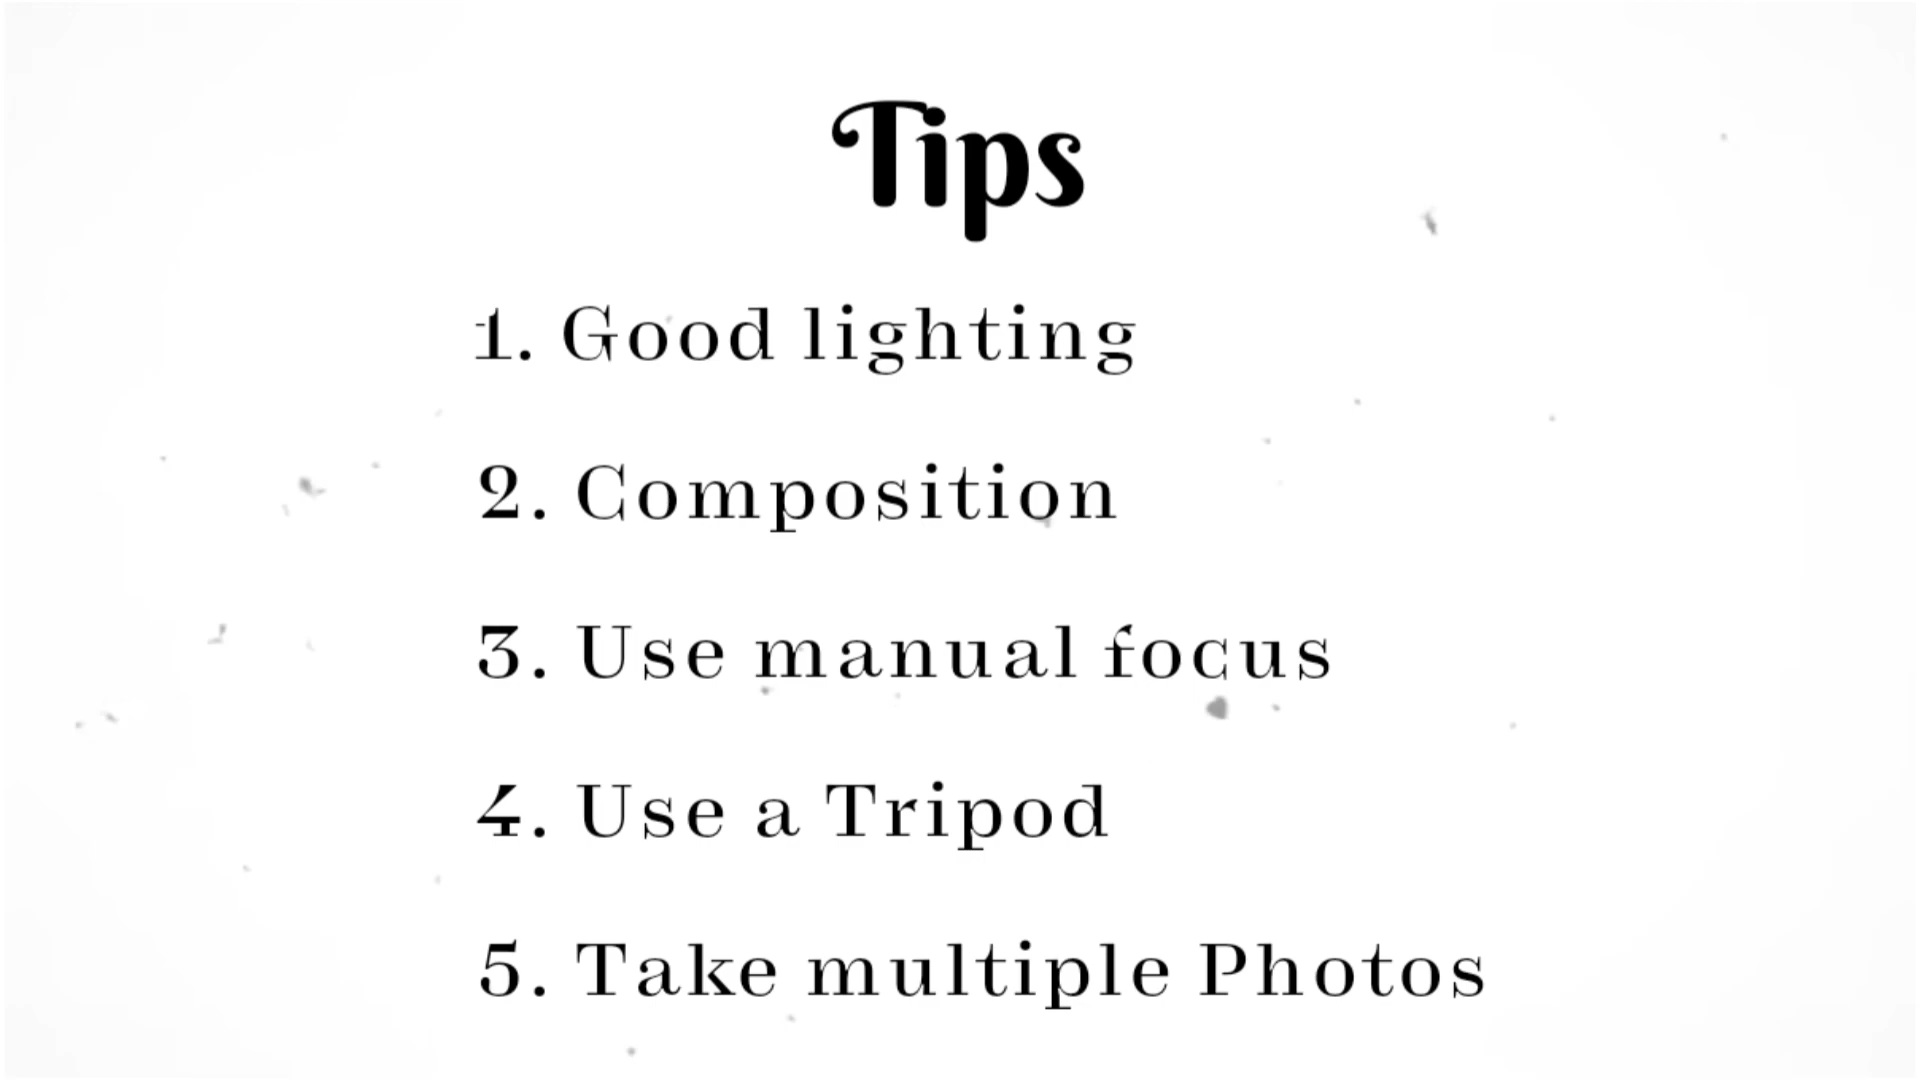 Tips
1. Good lighting
2. Composition
3. Use manual focus
4. Use a Tripod
5. Take multiple Photos